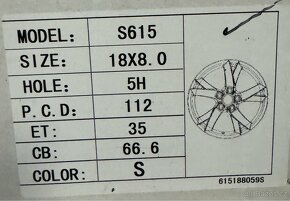 MODEL: S615
SIZE: 18X8.0
HOLE: 5H
P.C.D: 112
ET: 35
CB: 66.6
COLOR: S
615188059S